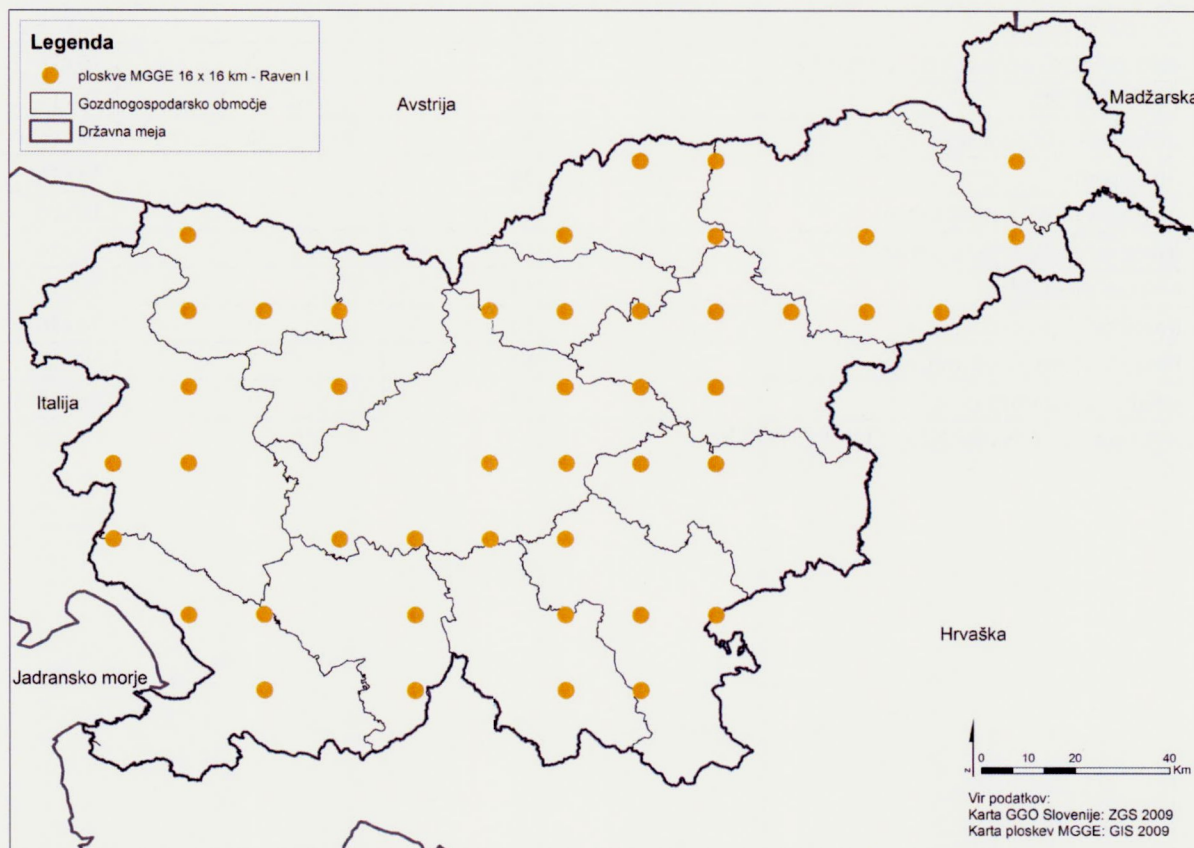 Legenda
ploskve MGGE 16 x 16 km - Raven I
Gozdnogospodarsko območje
Državna meja
Avstrija
Madžarska
Italija
Hrvaška
Jadransko morje
N
0 10 20 40
Km
Vir podatkov:
Karta GGO Slovenije: ZGS 2009
Karta ploskev MGGE: GIS 2009